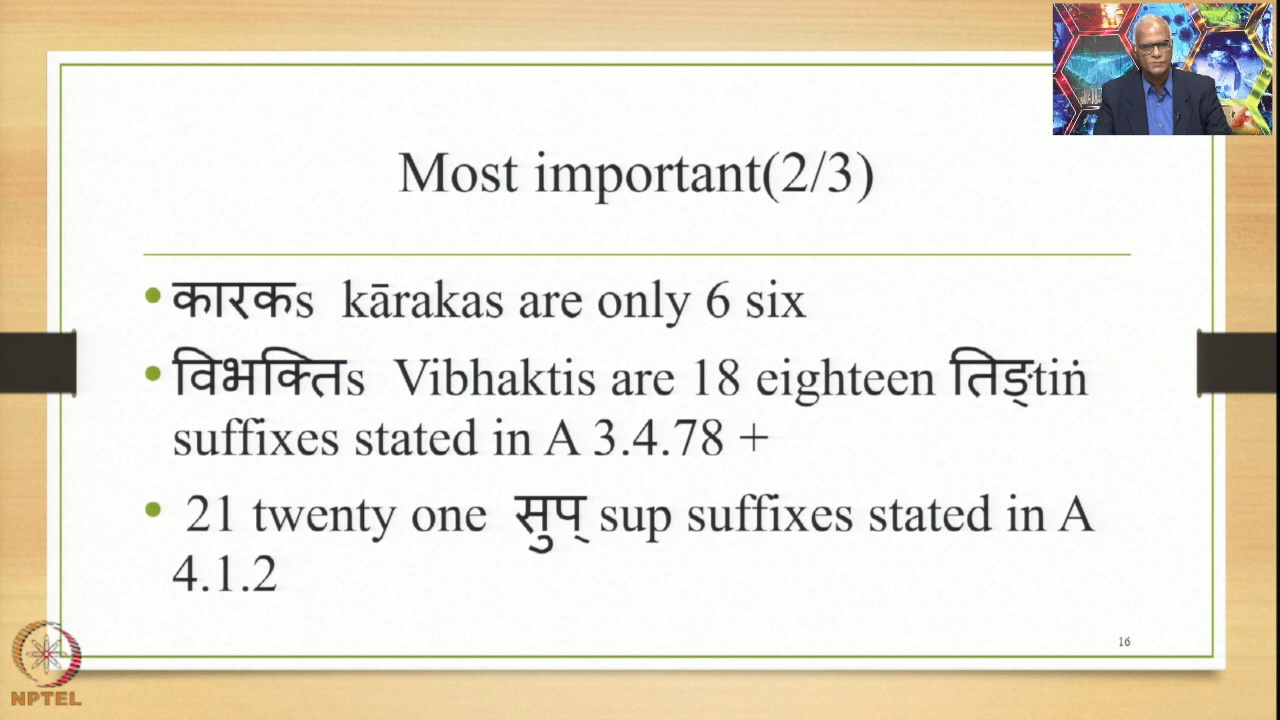 Most important(2/3)
• कारकs kārakas are only 6 six
• विभक्तिs Vibhaktis are 18 eighteen तिङ्tiṅ
suffixes stated in A 3.4.78 +
• 21 twenty one सुप् sup suffixes stated in A
4.1.2
16
NPTEL